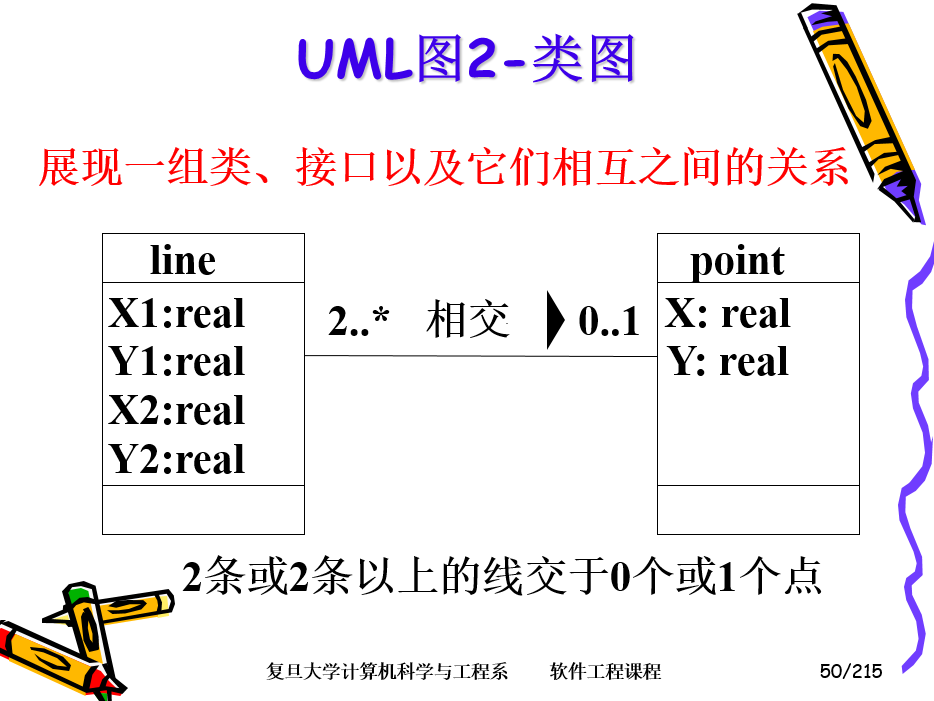 UML图2-类图
展现一组类、接口以及它们相互之间的关系
line
X1:real
Y1:real
X2:real
Y2:real
2..* 相交 0..1
point
X: real
Y: real
2条或2条以上的线交于0个或1个点
复旦大学计算机科学与工程系 软件工程课程 50/215